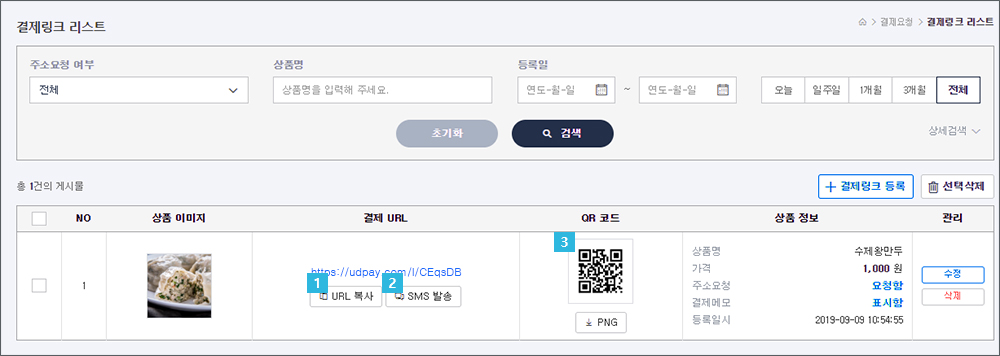 결제링크 리스트
결제요청 > 결제링크 리스트
주소요청 여부
상품명
등록일
전체
상품명을 입력해 주세요.
연도-월-일 ~ 연도-월-일
오늘 일주일 1개월 3개월 전체
초기화
검색
상세검색
총 1건의 게시물
+ 결제링크 등록
선택삭제
NO 상품 이미지 결제 URL QR 코드 상품 정보 관리
1
https://udpay.com/l/CEqsDB
1 URL 복사
2 SMS 발송
3
PNG
상품명 수제왕만두
가격 1,000 원
주소요청 요청함
결제메모 표시함
등록일시 2019-09-09 10:54:55
수정
삭제